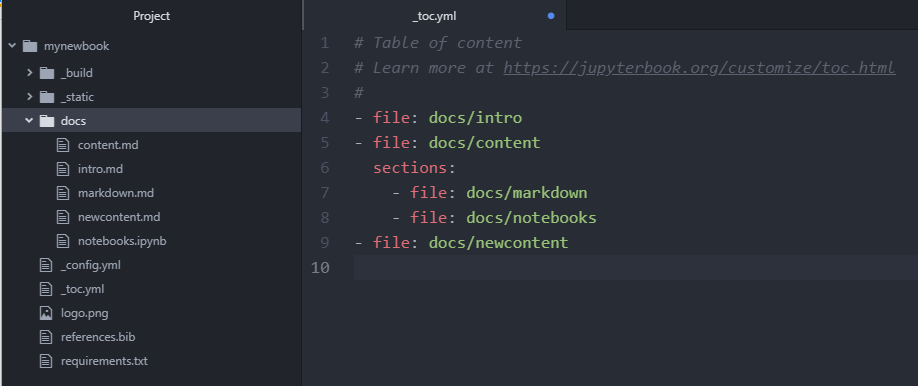 Project
mynewbook
_build
_static
docs
content.md
intro.md
markdown.md
newcontent.md
notebooks.ipynb
_config.yml
_toc.yml
logo.png
references.bib
requirements.txt
_toc.yml
1 # Table of content
2 # Learn more at https://jupyterbook.org/customize/toc.html
3 #
4 - file: docs/intro
5 - file: docs/content
6 sections:
7 - file: docs/markdown
8 - file: docs/notebooks
9 - file: docs/newcontent
10